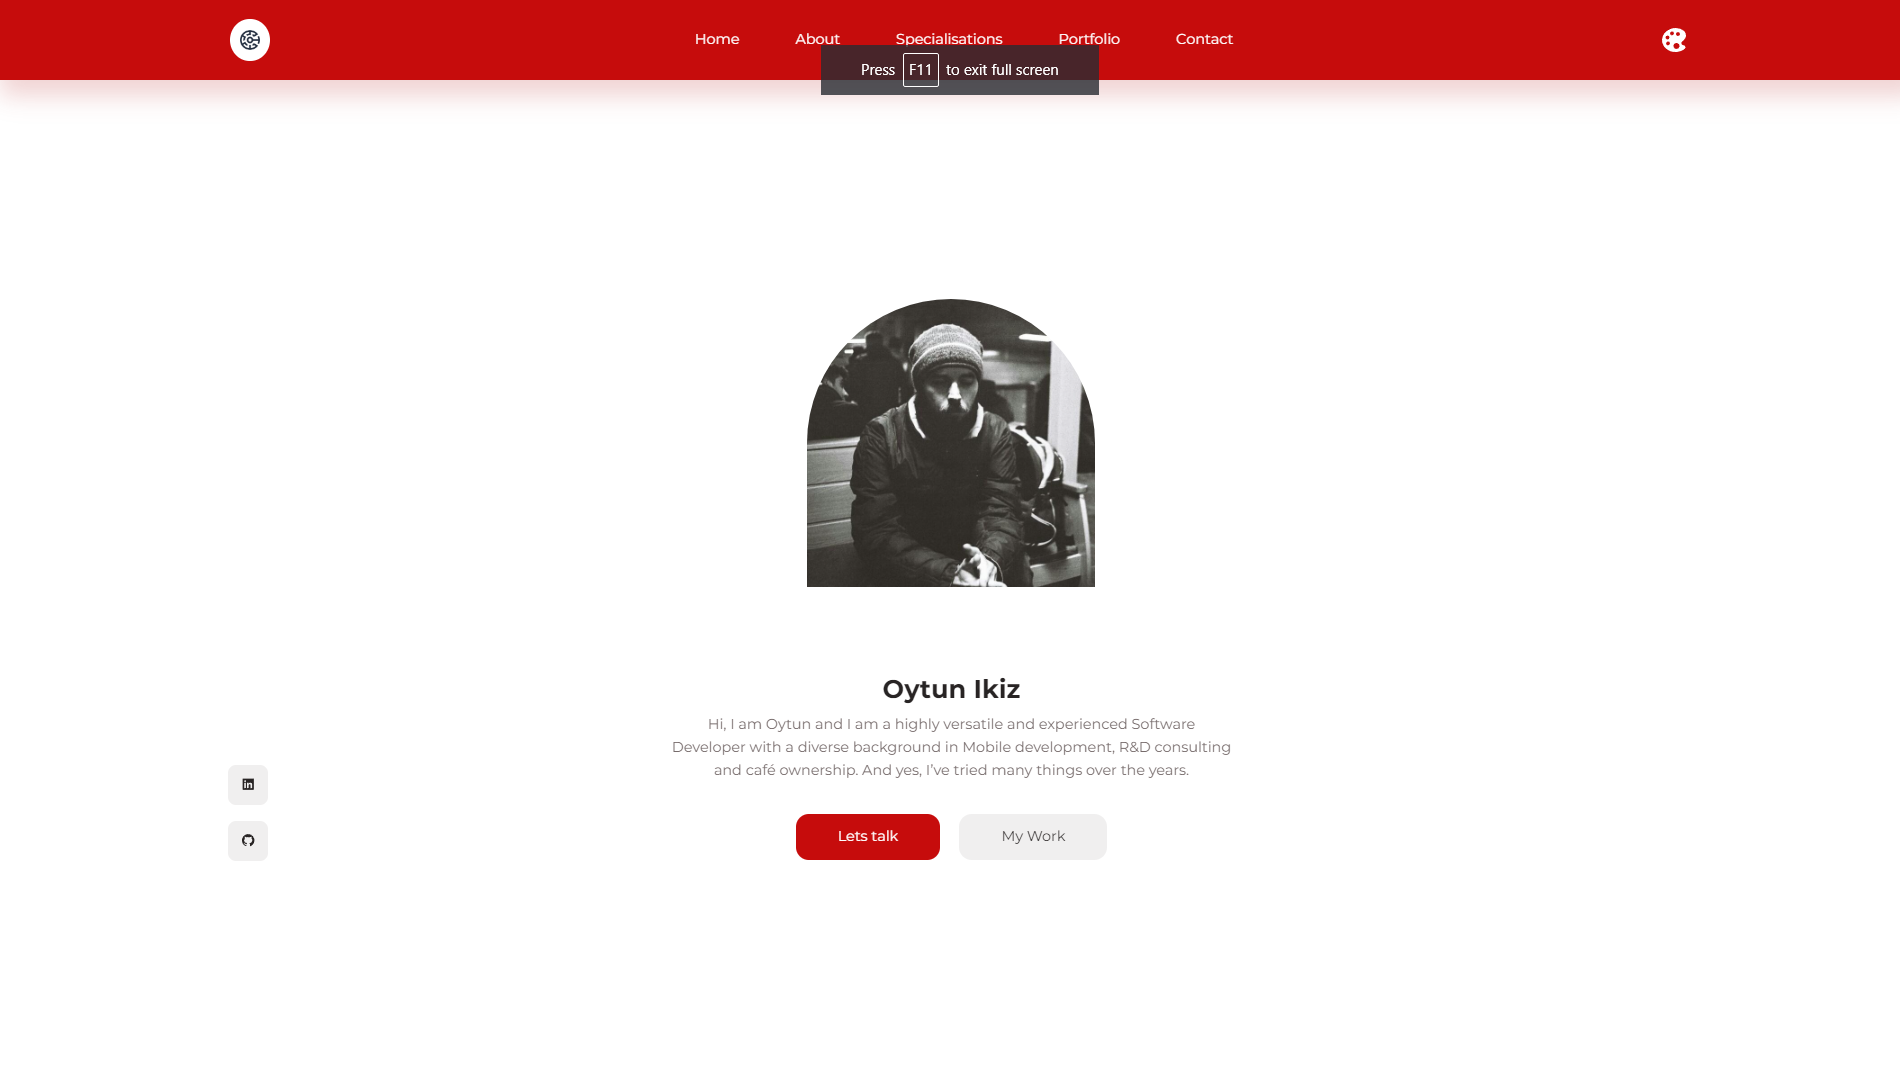 Home About Specialisations Portfolio Contact
Press F11 to exit full screen
Oytun Ikiz
Hi, I am Oytun and I am a highly versatile and experienced Software
Developer with a diverse background in Mobile development, R&D consulting
and café ownership. And yes, I’ve tried many things over the years.
Lets talk
My Work